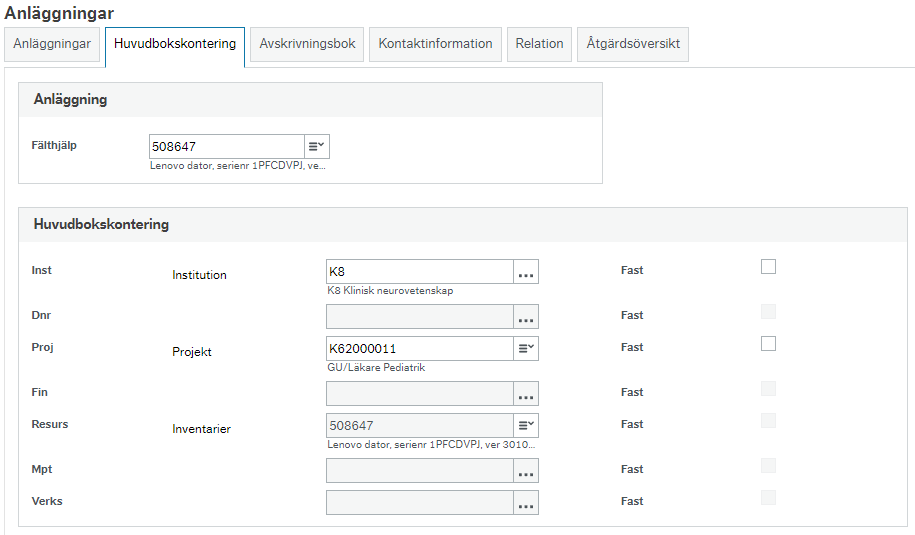 Anläggningar
Anläggningar Huvudbokskontering Avskrivningsbok Kontaktinformation Relation Åtgärdsöversikt
Anläggning
Fälthjälp 508647
Lenovo dator, serienr 1PFCDVPJ, ve...
Huvudbokskontering
Inst Institution K8 ... Fast
K8 Klinisk neurovetenskap
Dnr ... Fast
Proj Projekt K62000011 Fast
GU/Läkare Pediatrik
Fin ... Fast
Resurs Inventarier 508647 Fast
Lenovo dator, serienr 1PFCDVPJ, ver 3010...
Mpt ... Fast
Verks ... Fast